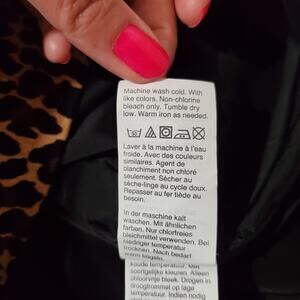 Machine wash cold. With
like colors. Non-chlorine
bleach only. Tumble dry
low. Warm iron as needed.
Laver à la machine à l'eau
froide. Avec des couleurs
similaires. Agent de
blanchiment non chloré
seulement. Sécher au
sèche-linge au cycle doux.
Repasser au fer tiède au
besoin.
In der maschine kalt
waschen. Mit ähnlichen
farben. Nur chlorfreies
bleichmittel verwenden. Bei
niedriger temperatur
trocknen. Nach bedarf
warm bügeln.
koude temperatuur. Met
soortgelijke kleuren. Alleen
chloorvrije bleek. Drogen in
droogtrommel op lage
temperatuur. Indien nodig